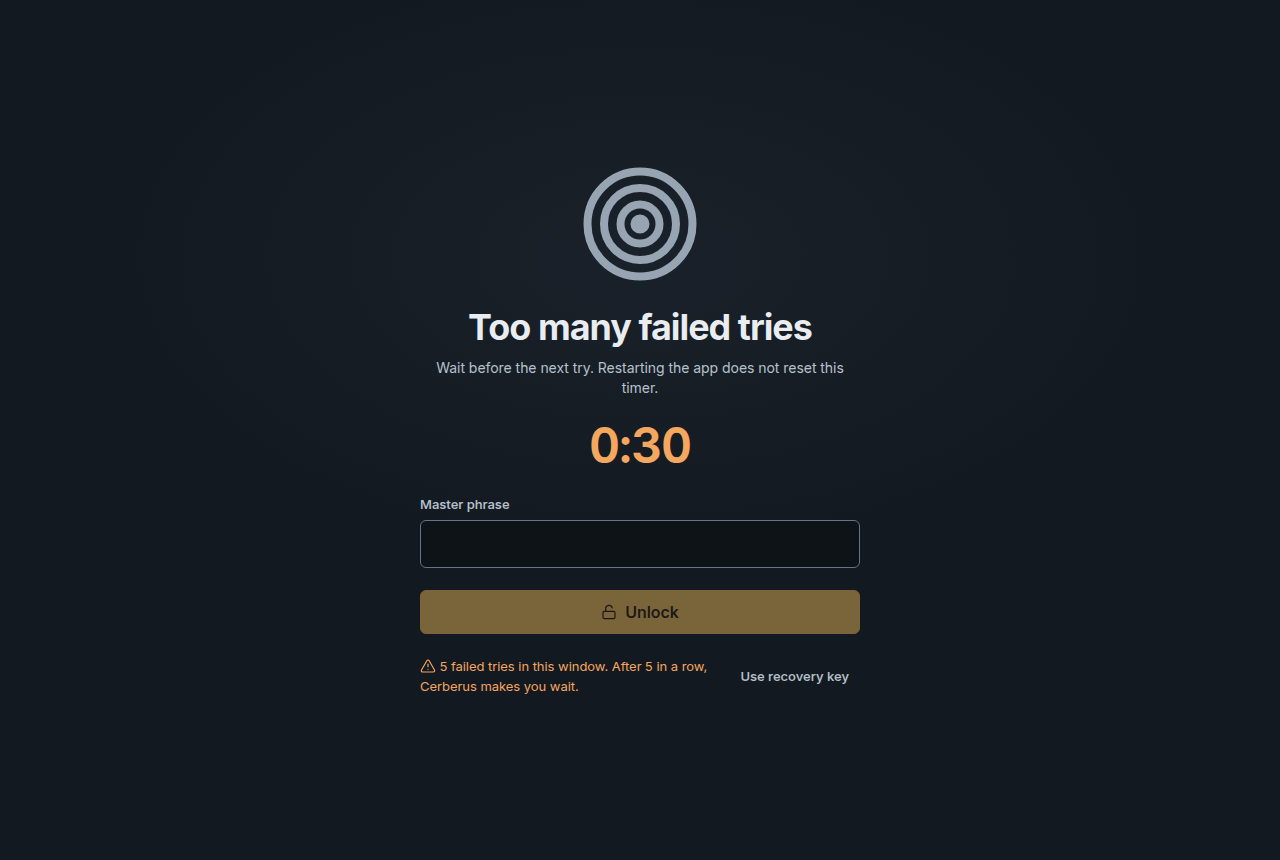 Too many failed tries
Wait before the next try. Restarting the app does not reset this
timer.
0:30
Master phrase
Unlock
5 failed tries in this window. After 5 in a row,
Cerberus makes you wait.
Use recovery key